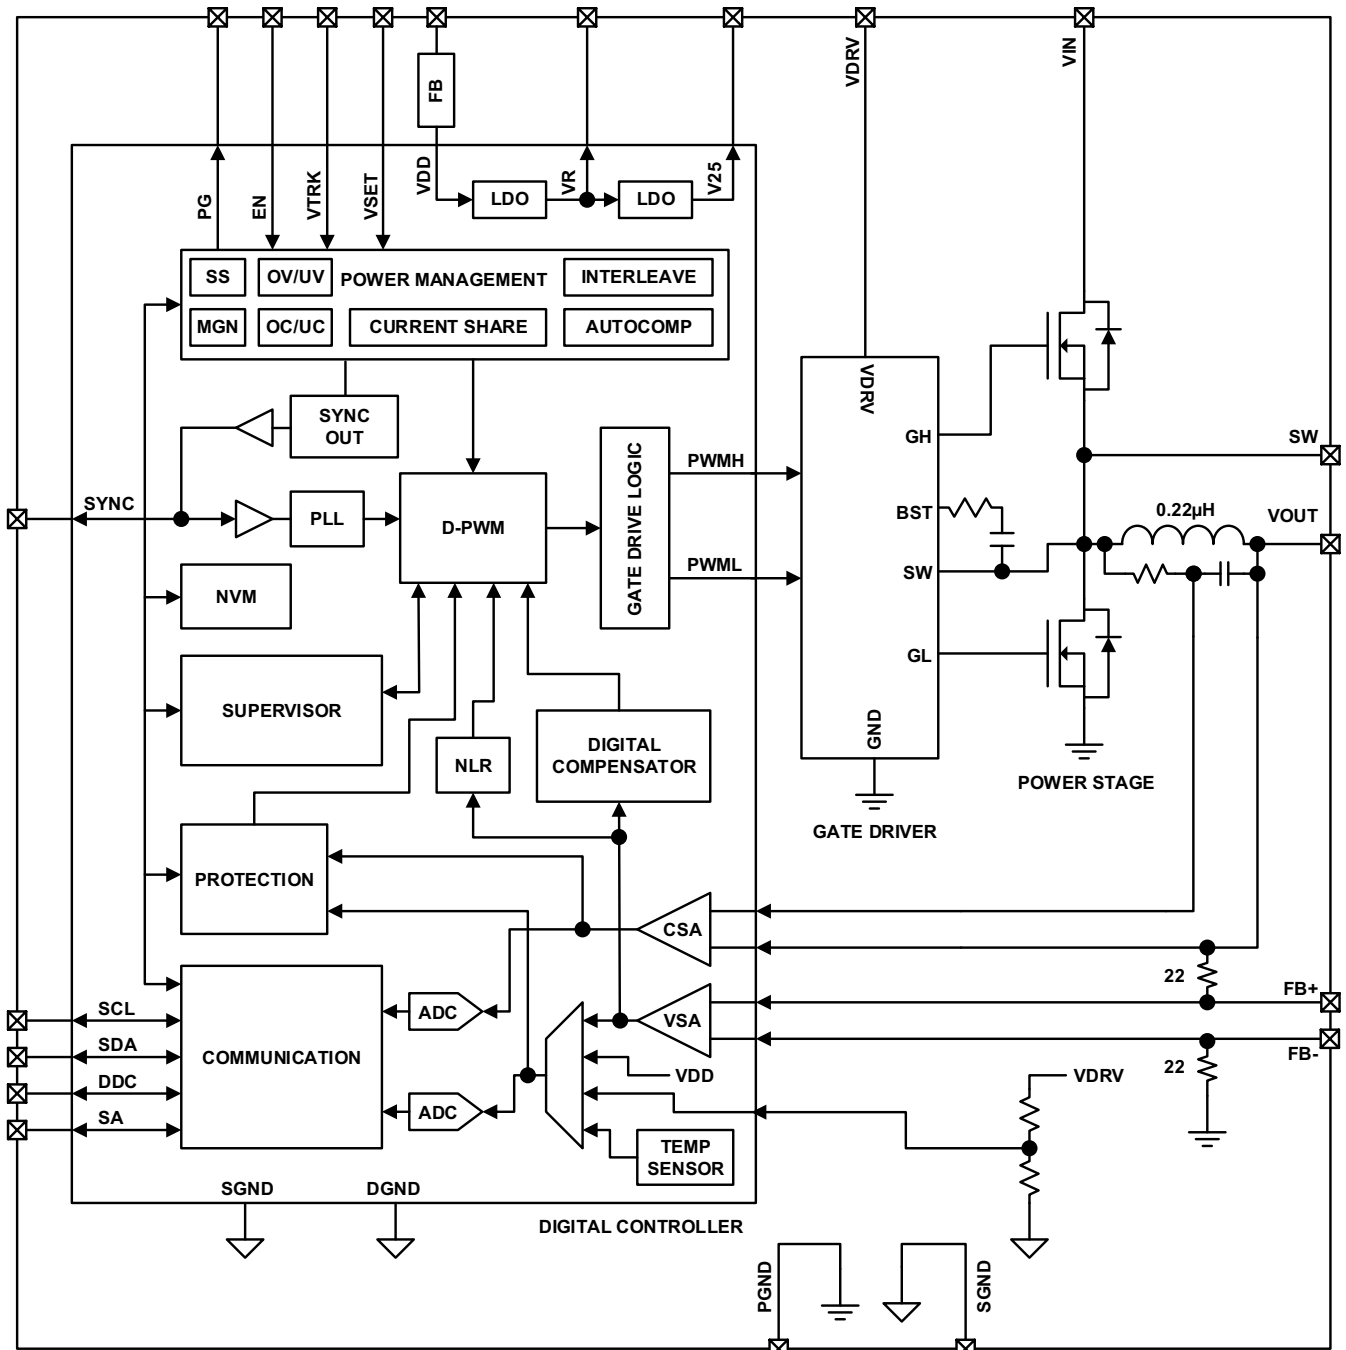 VDRV
VIN
FB
PG
EN
VTRK
VSET
VDD
LDO
VR
LDO
V25
SS
OV/UV
POWER MANAGEMENT
INTERLEAVE
MGN
OC/UC
CURRENT SHARE
AUTOCOMP
VDRV
SYNC
OUT
GH
SW
SYNC
PLL
D-PWM
GATE DRIVE LOGIC
PWMH
BST
0.22µH
VOUT
PWML
SW
NVM
GL
SUPERVISOR
NLR
DIGITAL
COMPENSATOR
GND
POWER STAGE
GATE DRIVER
PROTECTION
CSA
22
FB+
SCL
ADC
VSA
SDA
COMMUNICATION
FB-
22
VDD
VDRV
DDC
SA
ADC
TEMP
SENSOR
SGND
DGND
DIGITAL CONTROLLER
PGND
SGND